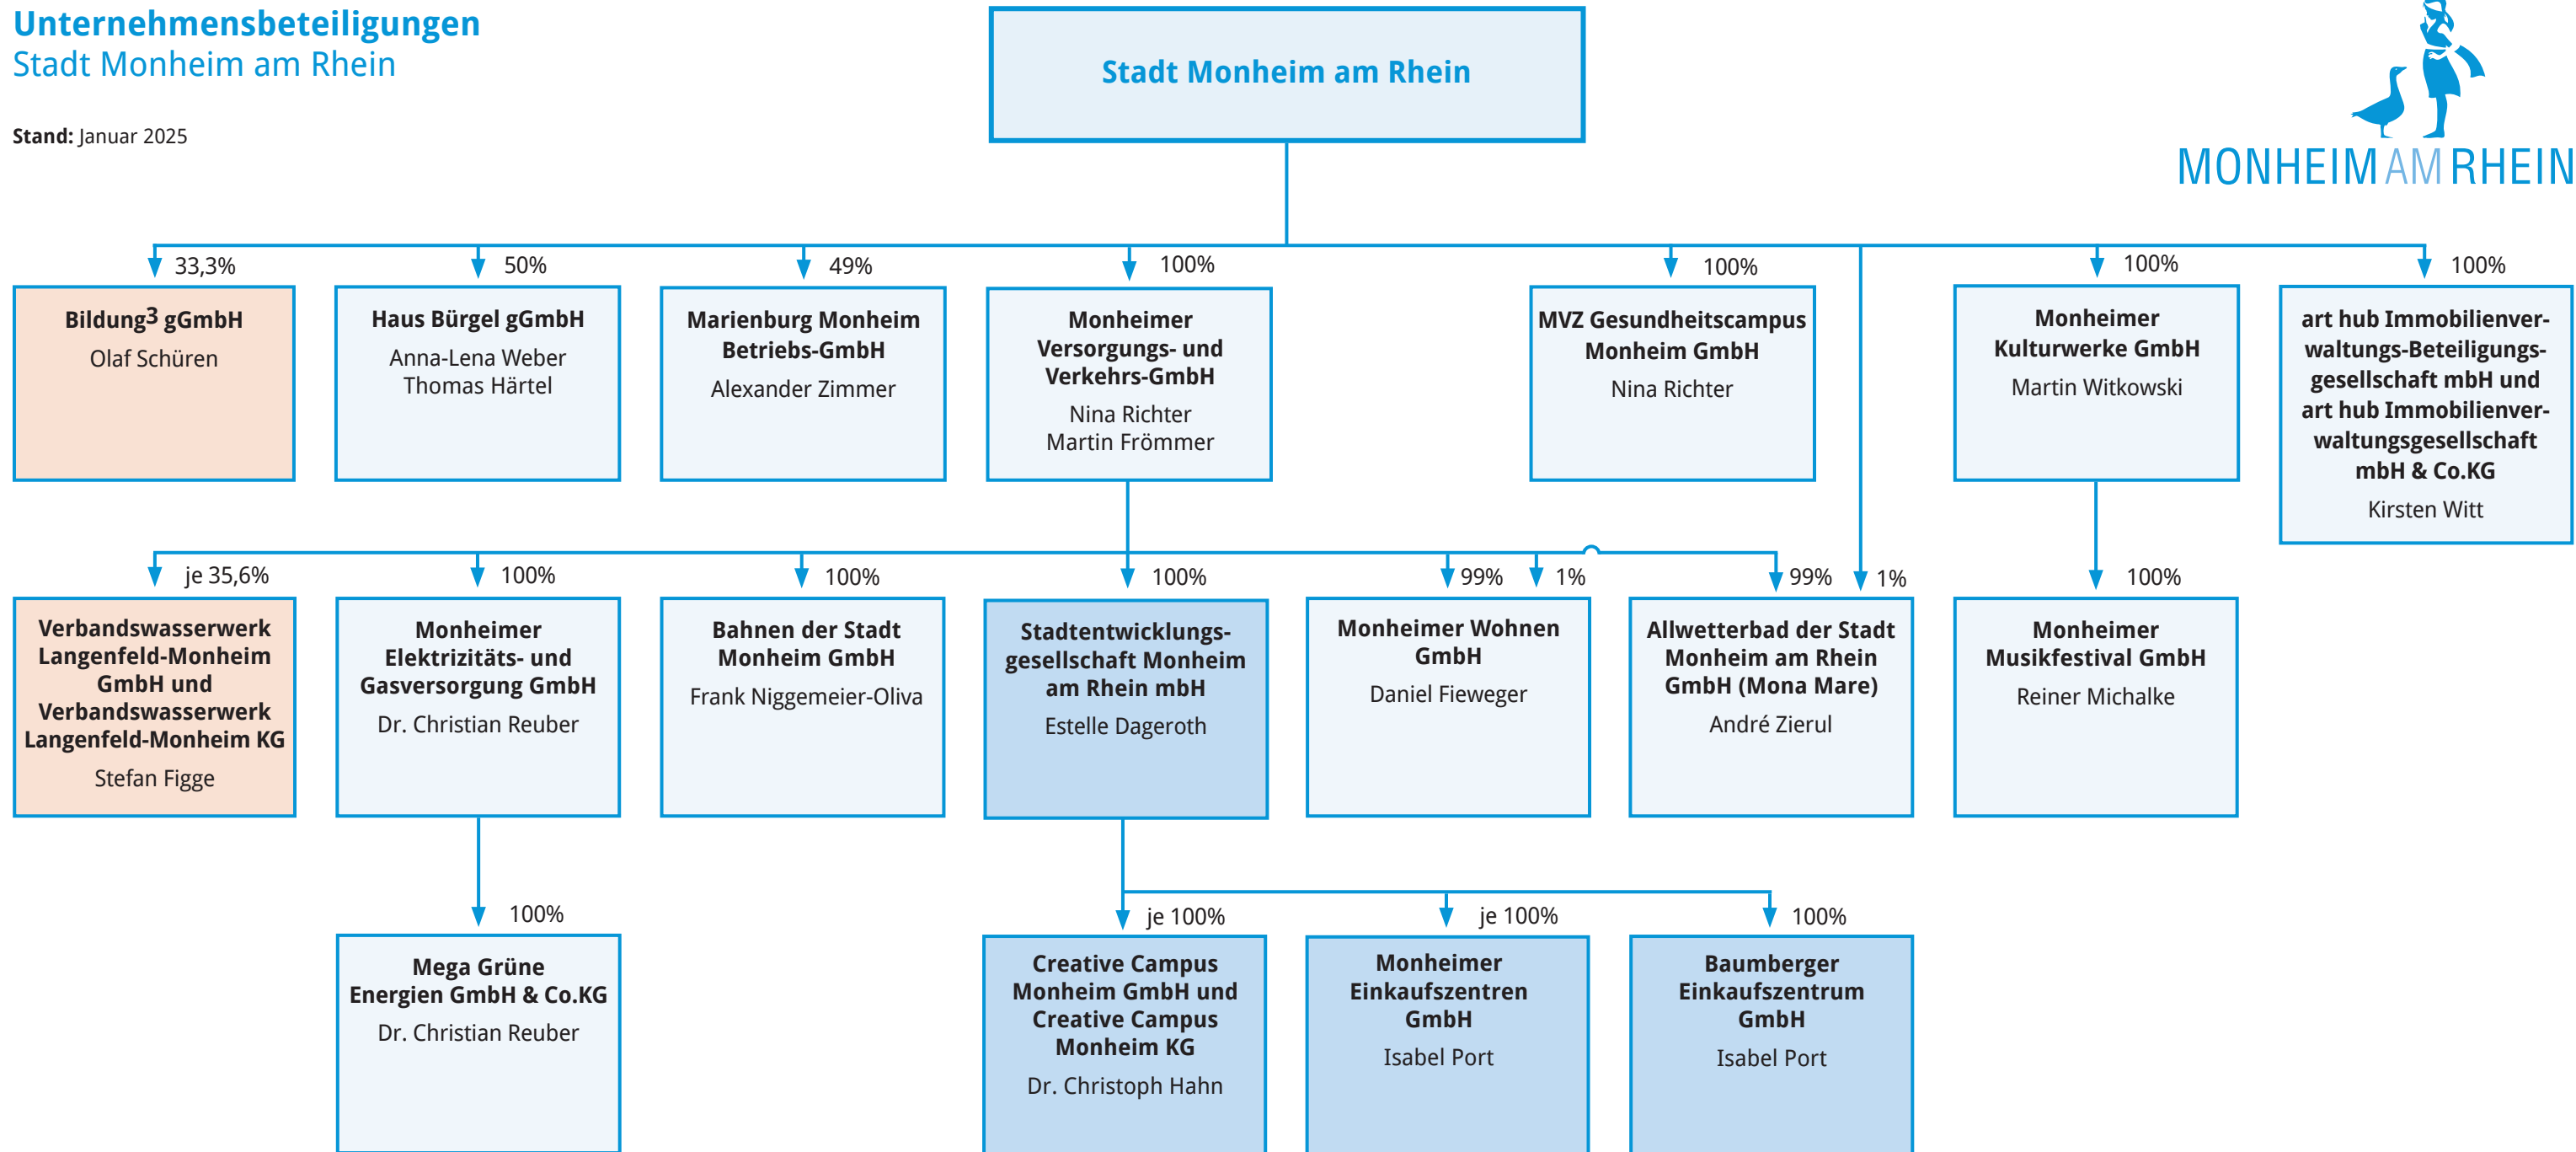 Unternehmensbeteiligungen
Stadt Monheim am Rhein
Stand: Januar 2025
Stadt Monheim am Rhein
MONHEIM AM RHEIN
33,3%
Bildung³ gGmbH
Olaf Schüren
50%
Haus Bürgel gGmbH
Anna-Lena Weber
Thomas Härtel
49%
Marienburg Monheim
Betriebs-GmbH
Alexander Zimmer
100%
Monheimer
Versorgungs- und
Verkehrs-GmbH
Nina Richter
Martin Frömmer
100%
MVZ Gesundheitscampus
Monheim GmbH
Nina Richter
100%
Monheimer
Kulturwerke GmbH
Martin Witkowski
100%
art hub Immobilienver-
waltungs-Beteiligungs-
gesellschaft mbH und
art hub Immobilienver-
waltungsgesellschaft
mbH & Co.KG
Kirsten Witt
je 35,6%
Verbandswasserwerk
Langenfeld-Monheim
GmbH und
Verbandswasserwerk
Langenfeld-Monheim KG
Stefan Figge
100%
Monheimer
Elektrizitäts- und
Gasversorgung GmbH
Dr. Christian Reuber
100%
Bahnen der Stadt
Monheim GmbH
Frank Niggemeier-Oliva
100%
Stadtentwicklungs-
gesellschaft Monheim
am Rhein mbH
Estelle Dageroth
99%
1%
Monheimer Wohnen
GmbH
Daniel Fieweger
99%
1%
Allwetterbad der Stadt
Monheim am Rhein
GmbH (Mona Mare)
André Zierul
100%
Monheimer
Musikfestival GmbH
Reiner Michalke
100%
Mega Grüne
Energien GmbH & Co.KG
Dr. Christian Reuber
je 100%
Creative Campus
Monheim GmbH und
Creative Campus
Monheim KG
Dr. Christoph Hahn
je 100%
Monheimer
Einkaufszentren
GmbH
Isabel Port
100%
Baumberger
Einkaufszentrum
GmbH
Isabel Port